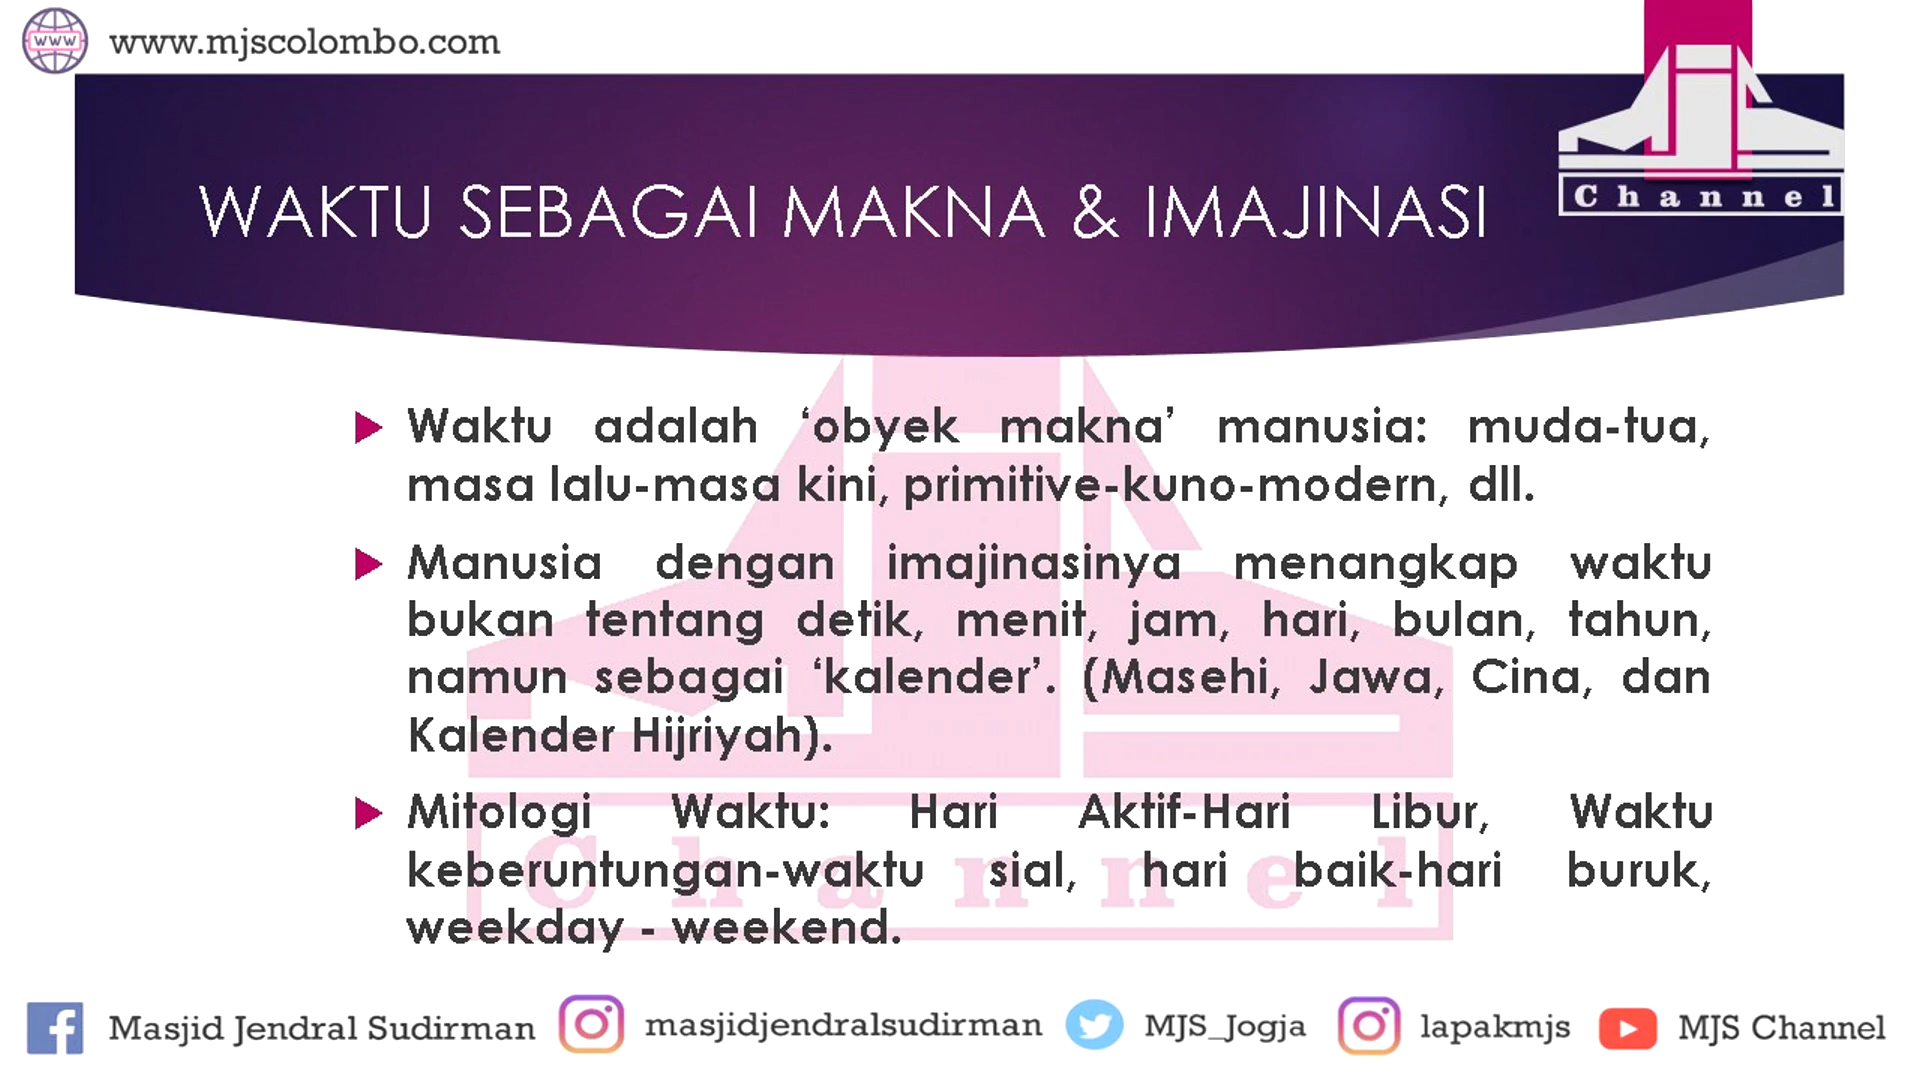 www.mjscolombo.com
WAKTU SEBAGAI MAKNA & IMAJINASI
Channel
Waktu adalah ‘obyek makna’ manusia: muda-tua,
masa lalu-masa kini, primitive-kuno-modern, dll.
Manusia dengan imajinasinya menangkap waktu
bukan tentang detik, menit, jam, hari, bulan, tahun,
namun sebagai ‘kalender’. (Masehi, Jawa, Cina, dan
Kalender Hijriyah).
Mitologi Waktu: Hari Aktif-Hari Libur, Waktu
keberuntungan-waktu sial, hari baik-hari buruk,
weekday - weekend.
Channel
Masjid Jendral Sudirman masjidjendralsudirman MJS_Jogja lapakmjs MJS Channel